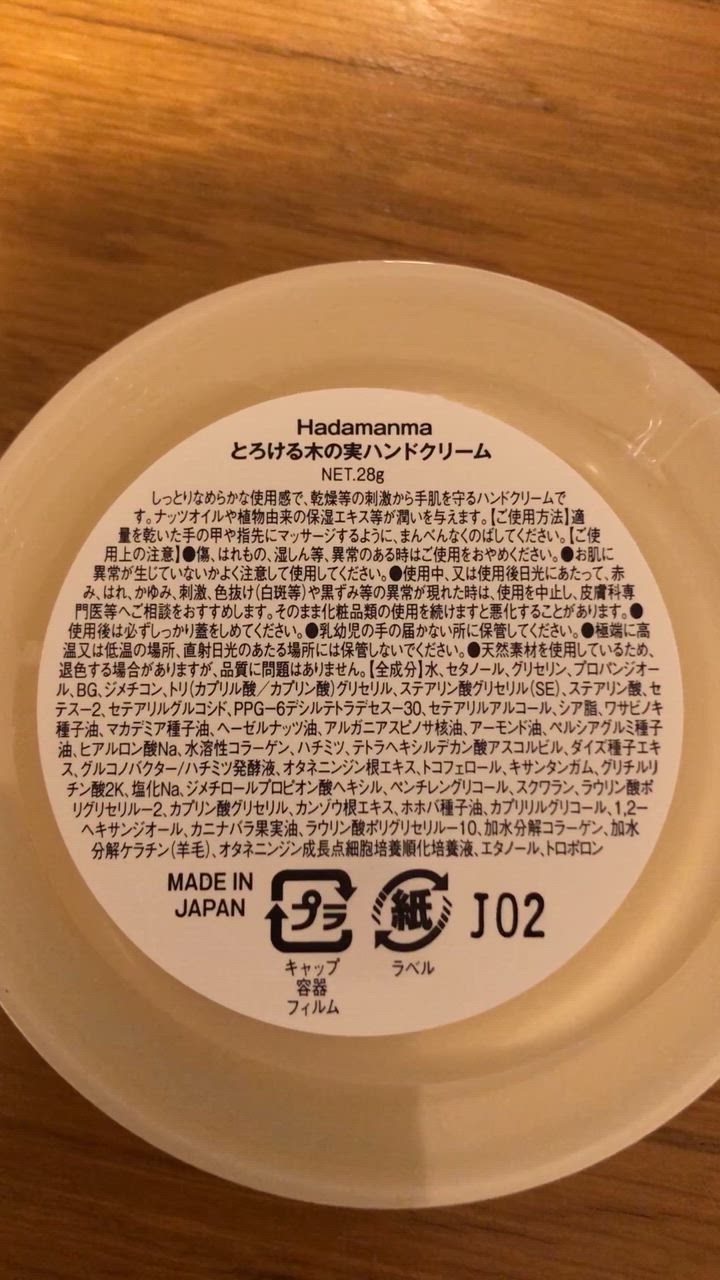 Hadamanma
とろける木の実ハンドクリーム
NET.28g
しっとりなめらかな使用感で、乾燥等の刺激から手肌を守るハンドクリームで
す。ナッツオイルや植物由来の保湿エキス等が潤いを与えます。【ご使用方法】適
量を乾いた手の甲や指先にマッサージするように、まんべんなくのばしてください。【ご使
用上の注意】●傷、はれもの、湿しん等、異常のある時はご使用をおやめください。●お肌に
異常が生じていないかよく注意して使用してください。●使用中、又は使用後日光にあたって、赤
み、はれ、かゆみ、刺激、色抜け(白斑等)や黒ずみ等の異常が現れた時は、使用を中止し、皮膚科専
門医等へご相談をおすすめします。そのまま化粧品類の使用を続けますと悪化することがあります。●
使用後は必ずしっかり蓋をしめてください。●乳幼児の手の届かない所に保管してください。●極端に高
温又は低温の場所、直射日光のあたる場所には保管しないでください。●天然素材を使用しているため、
退色する場合がありますが、品質に問題はありません。【全成分】水、セタノール、グリセリン、プロパンジオー
ル、BG、ジメチコン、トリ(カプリル酸／カプリン酸)グリセリル、ステアリン酸グリセリル(SE)、ステアリン酸、セ
テス－2、セテアリルグルコシド、PPG－6デシルテトラデセス－30、セテアリルアルコール、シア脂、ワサビノキ
種子油、マカデミア種子油、ヘーゼルナッツ油、アルガニアスピノサ核油、アーモンド油、ペルシアグルミ種子
油、ヒアルロン酸Na、水溶性コラーゲン、ハチミツ、テトラヘキシルデカン酸アスコルビル、ダイズ種子エキ
ス、グルコノバクター/ハチミツ発酵液、オタネニンジン根エキス、トコフェロール、キサンタンガム、グリチルリ
チン酸2K、塩化Na、ジメチロールプロピオン酸ヘキシル、ペンチレングリコール、スクワラン、ラウリン酸ポ
リグリセリル－2、カプリン酸グリセリル、カンゾウ根エキス、ホホバ種子油、カプリリルグリコール、1,2－
ヘキサンジオール、カニナバラ果実油、ラウリン酸ポリグリセリル－10、加水分解コラーゲン、加水
分解ケラチン(羊毛)、オタネニンジン成長点細胞培養順化培養液、エタノール、トロポロン
MADE IN
JAPAN
プラ
紙
J02
キャップ
容器
フィルム
ラベル